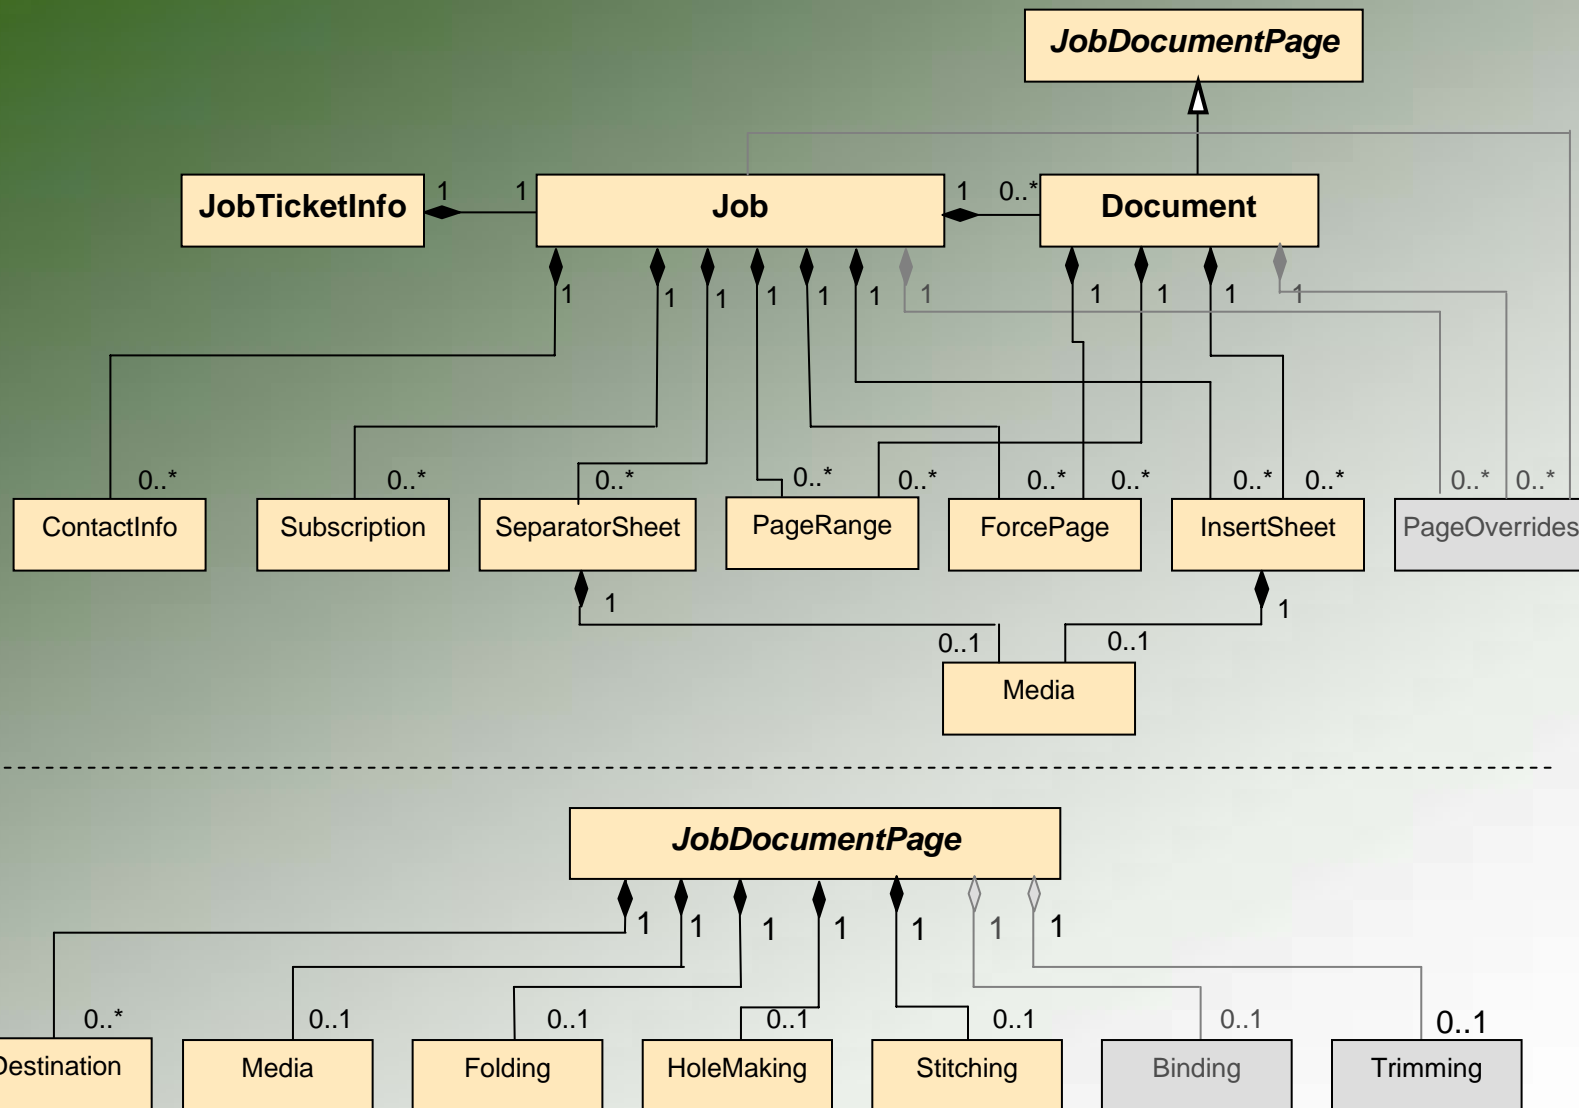 JobDocumentPage
JobTicketInfo 1 1 Job 1 0..* Document
1 1 1 1 1 1 1 1 1 1 1
0..* 0..* 0..* 0..* 0..* 0..* 0..* 0..* 0..* 0..* 0..*
ContactInfo Subscription SeparatorSheet PageRange ForcePage InsertSheet PageOverrides
1 1
0..1 0..1
Media
JobDocumentPage
1 1 1 1 1 1 1
0..* 0..1 0..1 0..1 0..1 0..1 0..1
Destination Media Folding HoleMaking Stitching Binding Trimming